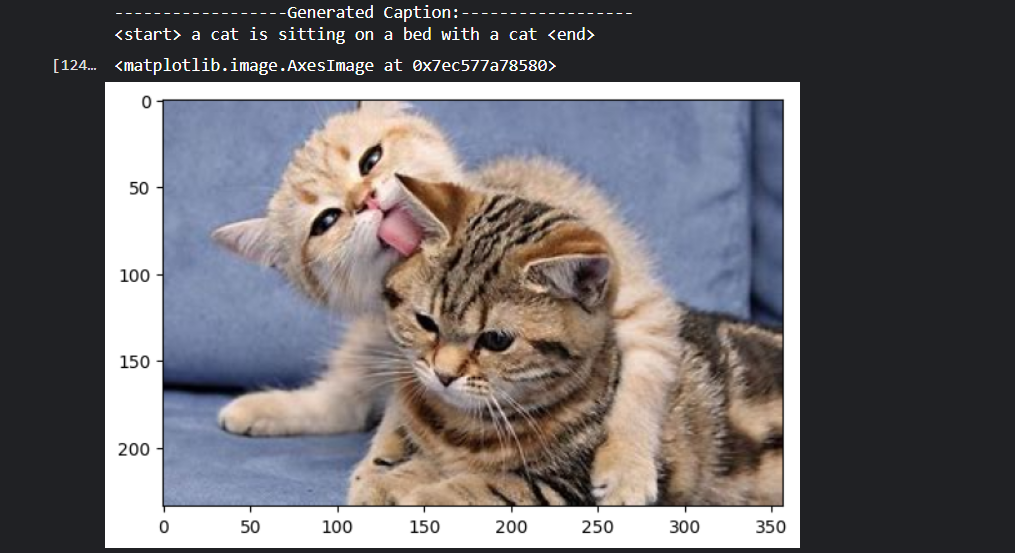 -----------------Generated Caption:-----------------
<start> a cat is sitting on a bed with a cat <end>
[124… <matplotlib.image.AxesImage at 0x7ec577a78580>
0
50
100
150
200
0 50 100 150 200 250 300 350